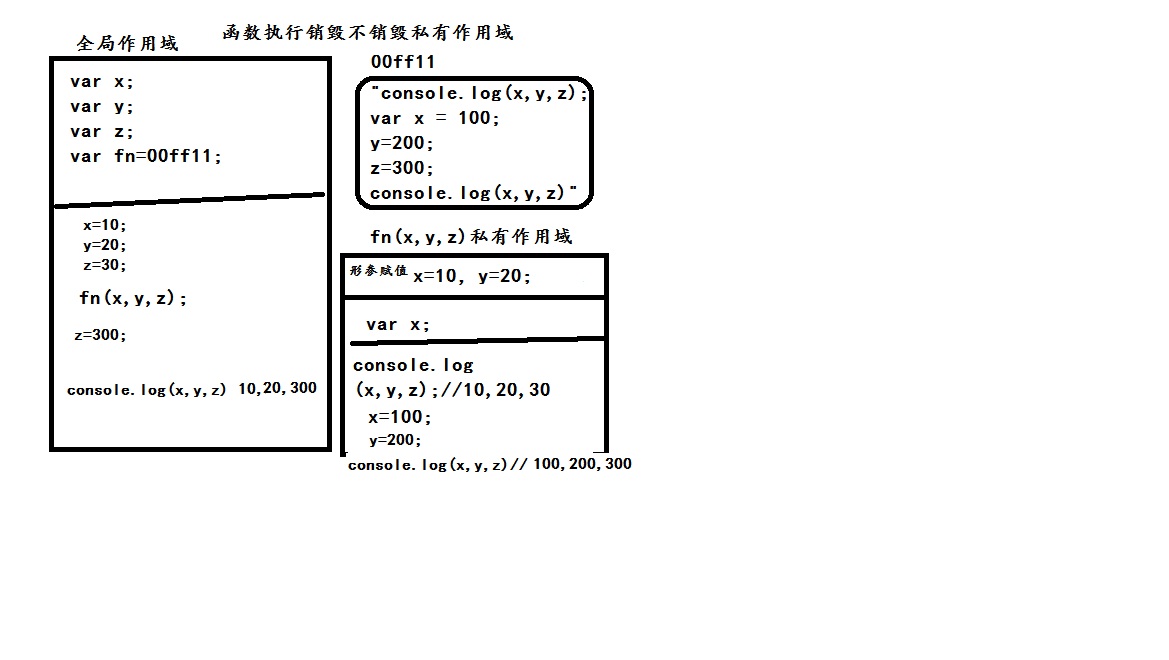 函数执行销毁不销毁私有作用域
全局作用域
var x;
var y;
var z;
var fn=00ff11;
x=10;
y=20;
z=30;
fn(x,y,z);
z=300;
console.log(x,y,z) 10,20,300
00ff11
"console.log(x,y,z);
var x = 100;
y=200;
z=300;
console.log(x,y,z)"
fn(x,y,z)私有作用域
形参赋值 x=10, y=20;
var x;
console.log
(x,y,z);//10,20,30
x=100;
y=200;
console.log(x,y,z)// 100,200,300